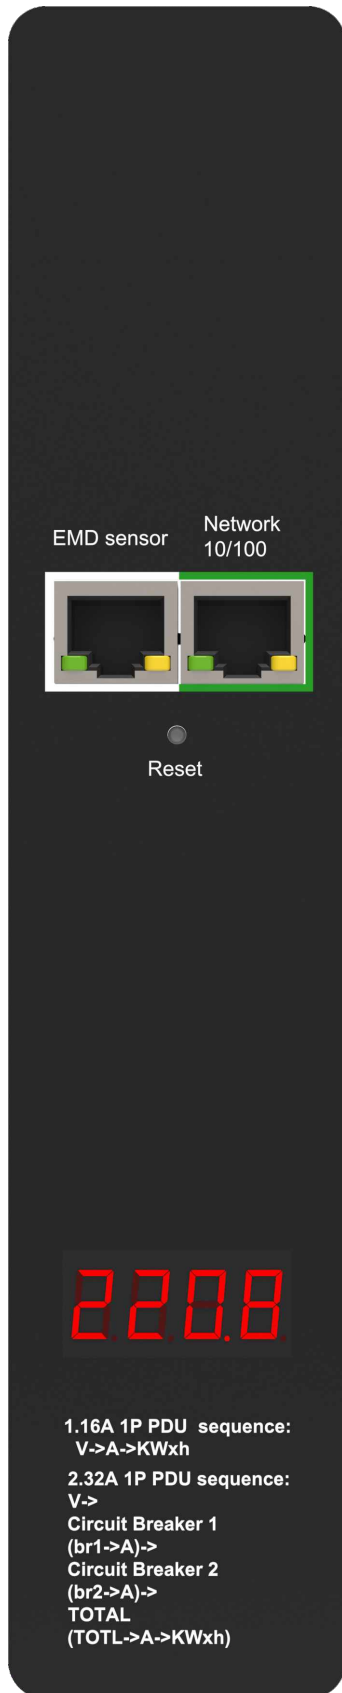 EMD sensor
Network
10/100
Reset
220.8
1.16A 1P PDU sequence:
V->A->KWxh
2.32A 1P PDU sequence:
V->
Circuit Breaker 1
(br1->A)->
Circuit Breaker 2
(br2->A)->
TOTAL
(TOTL->A->KWxh)